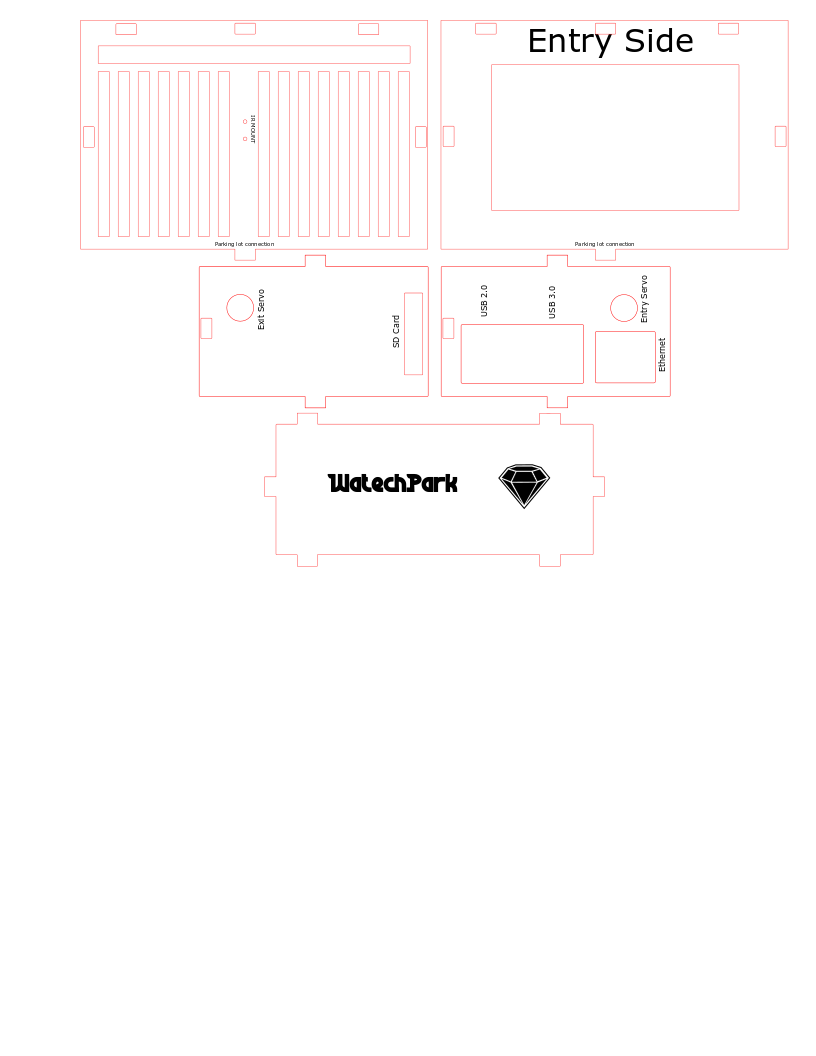 Entry Side
IR MOUNT
Parking lot connection
Parking lot connection
Exit Servo
SD Card
USB 2.0
USB 3.0
Entry Servo
Ethernet
WatechPark